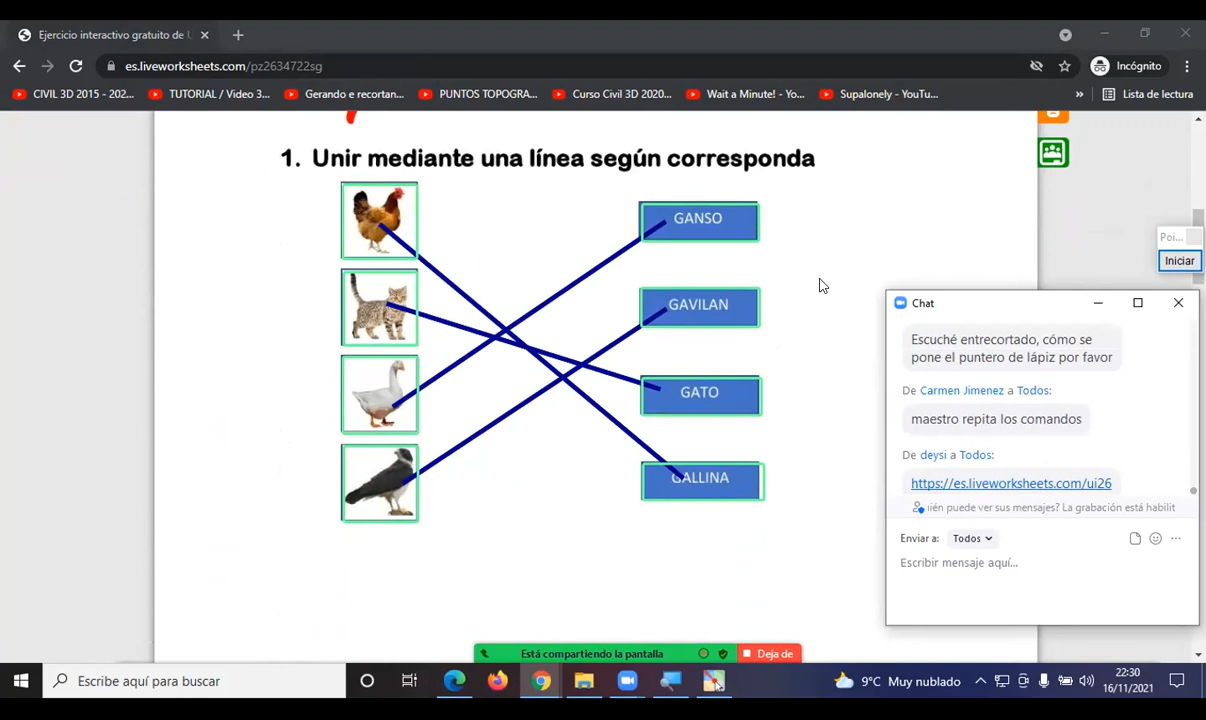 Ejercicio interactivo gratuito de
es.liveworksheets.com/pz2634722sg
Incógnito
CIVIL 3D 2015 - 202...
TUTORIAL / Video 3...
Gerando e recortan...
PUNTOS TOPOGRA...
Curso Civil 3D 2020...
Wait a Minute! - Yo...
Supalonely - YouTu...
»
Lista de lectura
1. Unir mediante una línea según corresponda
GANSO
GAVILAN
GATO
GALLINA
Poi...
Iniciar
Chat
Escuché entrecortado, cómo se
pone el puntero de lápiz por favor
De Carmen Jimenez a Todos:
maestro repita los comandos
De deysi a Todos:
https://es.liveworksheets.com/ui26
ién puede ver sus mensajes? La grabación está habilit
Enviar a: Todos
Escribir mensaje aquí...
Está compartiendo la pantalla
Deja de
Escribe aquí para buscar
9°C Muy nublado
22:30
16/11/2021